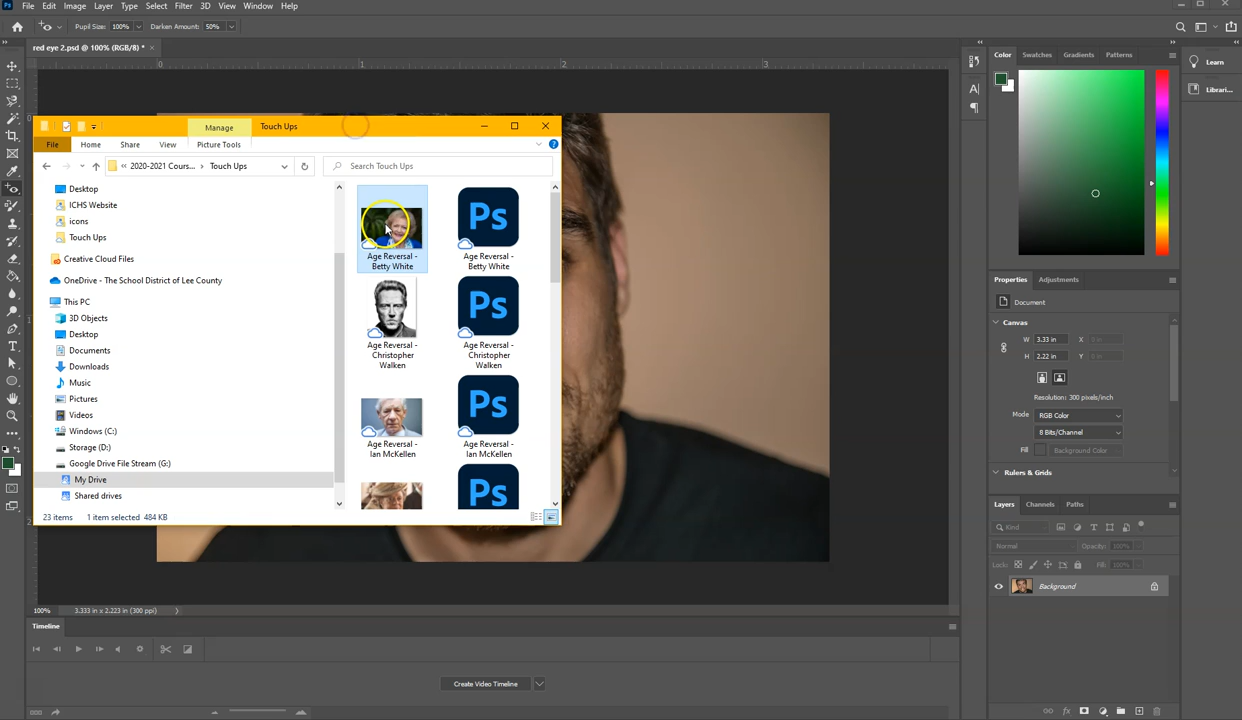 Ps File Edit Image Layer Type Select Filter 3D View Window Help
Pupil Size: 100% Darken Amount: 50%
red eye 2.psd @ 100% (RGB/8) * ×
0 1 2 3
Manage Touch Ups
File Home Share View Picture Tools
« 2020-2021 Cours... > Touch Ups Search Touch Ups
Desktop
ICHS Website
icons
Touch Ups
Creative Cloud Files
OneDrive - The School District of Lee County
This PC
3D Objects
Desktop
Documents
Downloads
Music
Pictures
Videos
Windows (C:)
Storage (D:)
Google Drive File Stream (G:)
My Drive
Shared drives
Ps
Age Reversal - Betty White
Age Reversal - Betty White
Ps
Age Reversal - Christopher Walken
Age Reversal - Christopher Walken
Ps
Age Reversal - Ian McKellen
Age Reversal - Ian McKellen
Ps
23 items 1 item selected 484 KB
100% 3.333 in x 2.223 in (300 ppi) >
Timeline
Create Video Timeline
Color Swatches Gradients Patterns
Learn
Librari...
Properties Adjustments
Document
Canvas
W 3.33 in X
H 2.22 in Y
Resolution: 300 pixels/inch
Mode RGB Color
8 Bits/Channel
Fill Background Color
Rulers & Grids
Layers Channels Paths
Kind
Normal Opacity: 100%
Lock: Fill: 100%
Background
fx